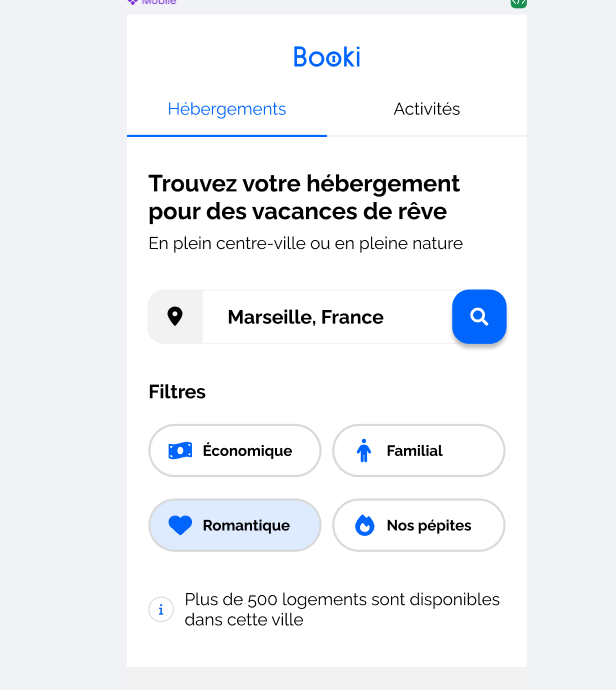 Mobile
</>
Booki
Hébergements
Activités
Trouvez votre hébergement
pour des vacances de rêve
En plein centre-ville ou en pleine nature
Marseille, France
Filtres
Économique
Familial
Romantique
Nos pépites
i
Plus de 500 logements sont disponibles
dans cette ville